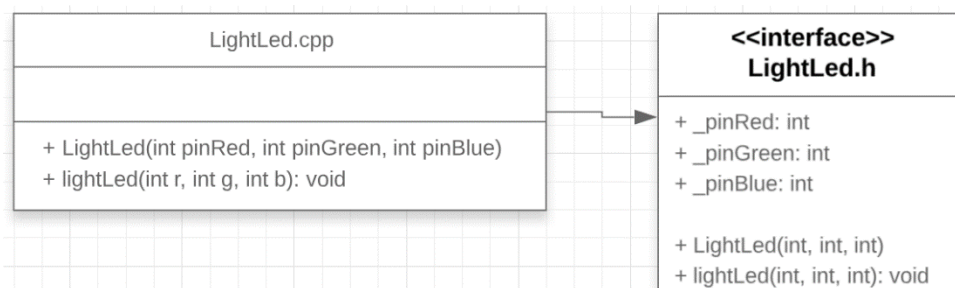 LightLed.cpp
+ LightLed(int pinRed, int pinGreen, int pinBlue)
+ lightLed(int r, int g, int b): void
<<interface>>
LightLed.h
+ _pinRed: int
+ _pinGreen: int
+ _pinBlue: int
+ LightLed(int, int, int)
+ lightLed(int, int, int): void